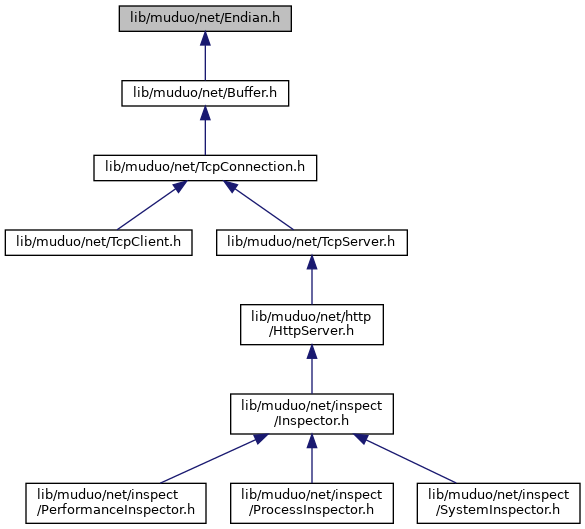 lib/muduo/net/Endian.h
lib/muduo/net/Buffer.h
lib/muduo/net/TcpConnection.h
lib/muduo/net/TcpClient.h
lib/muduo/net/TcpServer.h
lib/muduo/net/http
/HttpServer.h
lib/muduo/net/inspect
/Inspector.h
lib/muduo/net/inspect
/PerformanceInspector.h
lib/muduo/net/inspect
/ProcessInspector.h
lib/muduo/net/inspect
/SystemInspector.h